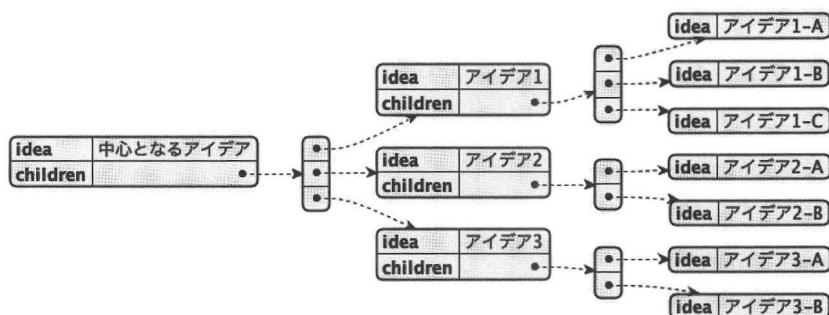 idea 中心となるアイデア
children
idea アイデア1
children
idea アイデア2
children
idea アイデア3
children
idea アイデア1-A
idea アイデア1-B
idea アイデア1-C
idea アイデア2-A
idea アイデア2-B
idea アイデア3-A
idea アイデア3-B